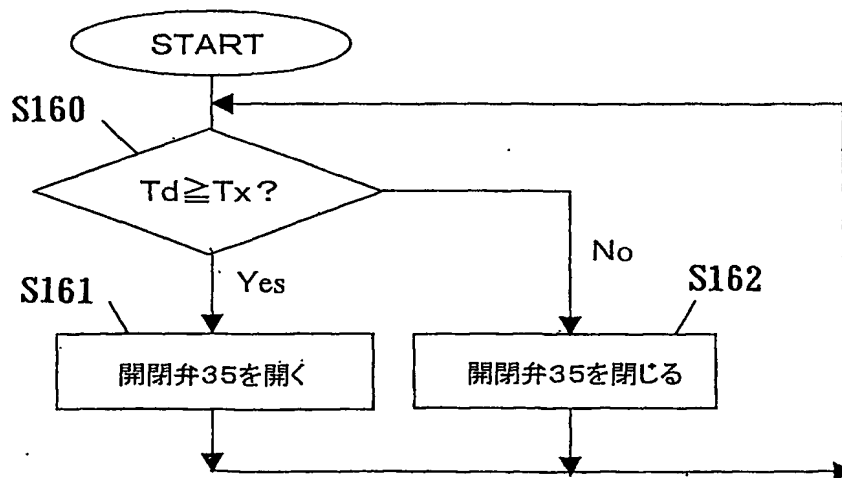 START
S160
Td≧Tx?
Yes
No
S161
S162
開閉弁35を開く
開閉弁35を閉じる